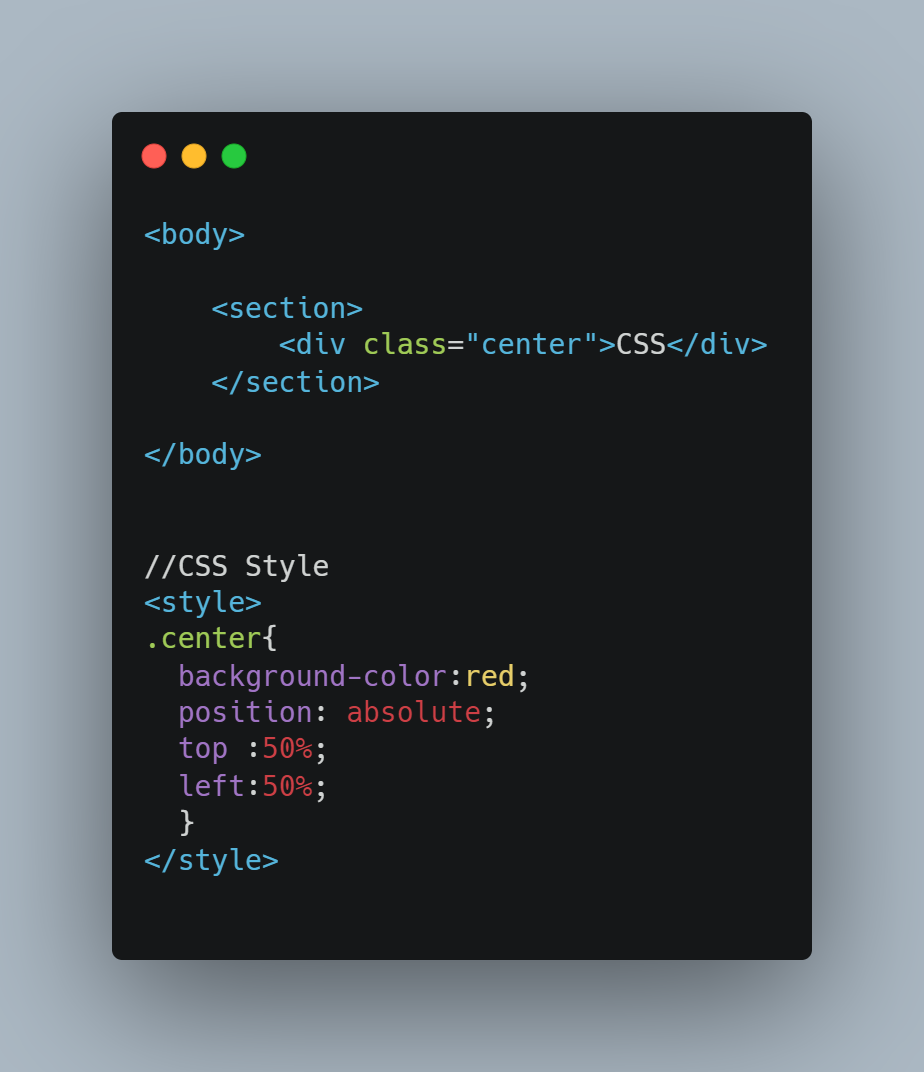 <body>
<section>
<div class="center">CSS</div>
</section>
</body>
//CSS Style
<style>
.center{
background-color:red;
position: absolute;
top :50%;
left:50%;
}
</style>